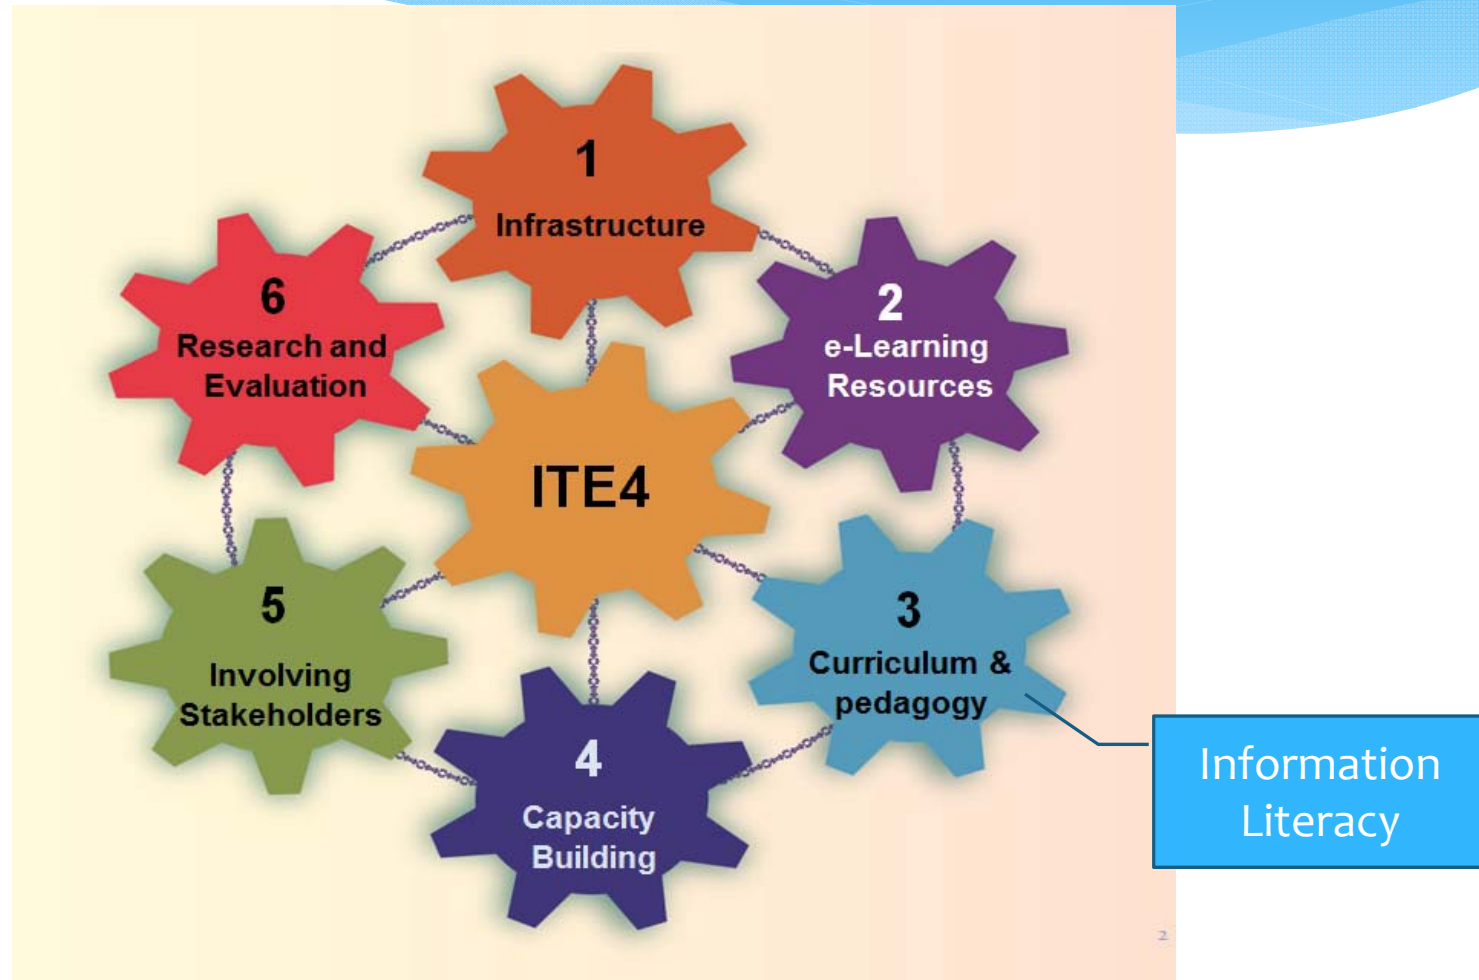 1
Infrastructure
2
e-Learning
Resources
3
Curriculum &
pedagogy
4
Capacity
Building
5
Involving
Stakeholders
6
Research and
Evaluation
ITE4
Information
Literacy
2